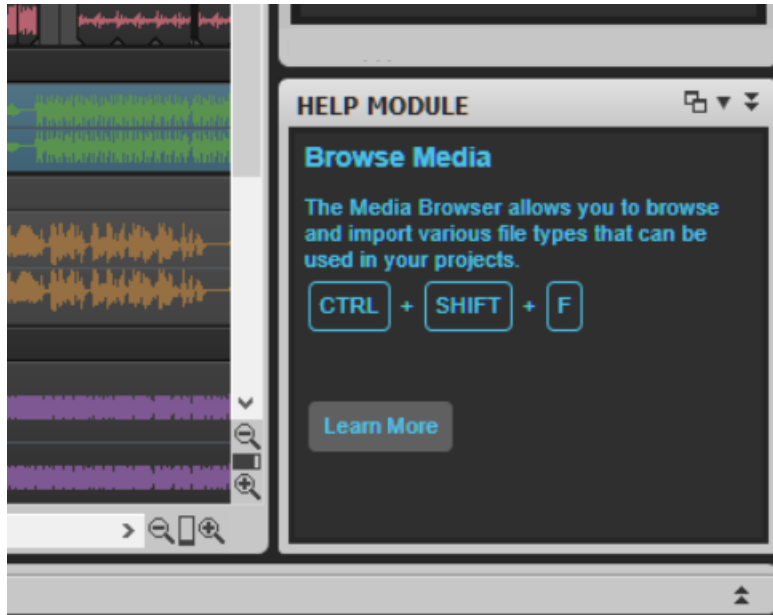 HELP MODULE
Browse Media
The Media Browser allows you to browse
and import various file types that can be
used in your projects.
CTRL + SHIFT + F
Learn More